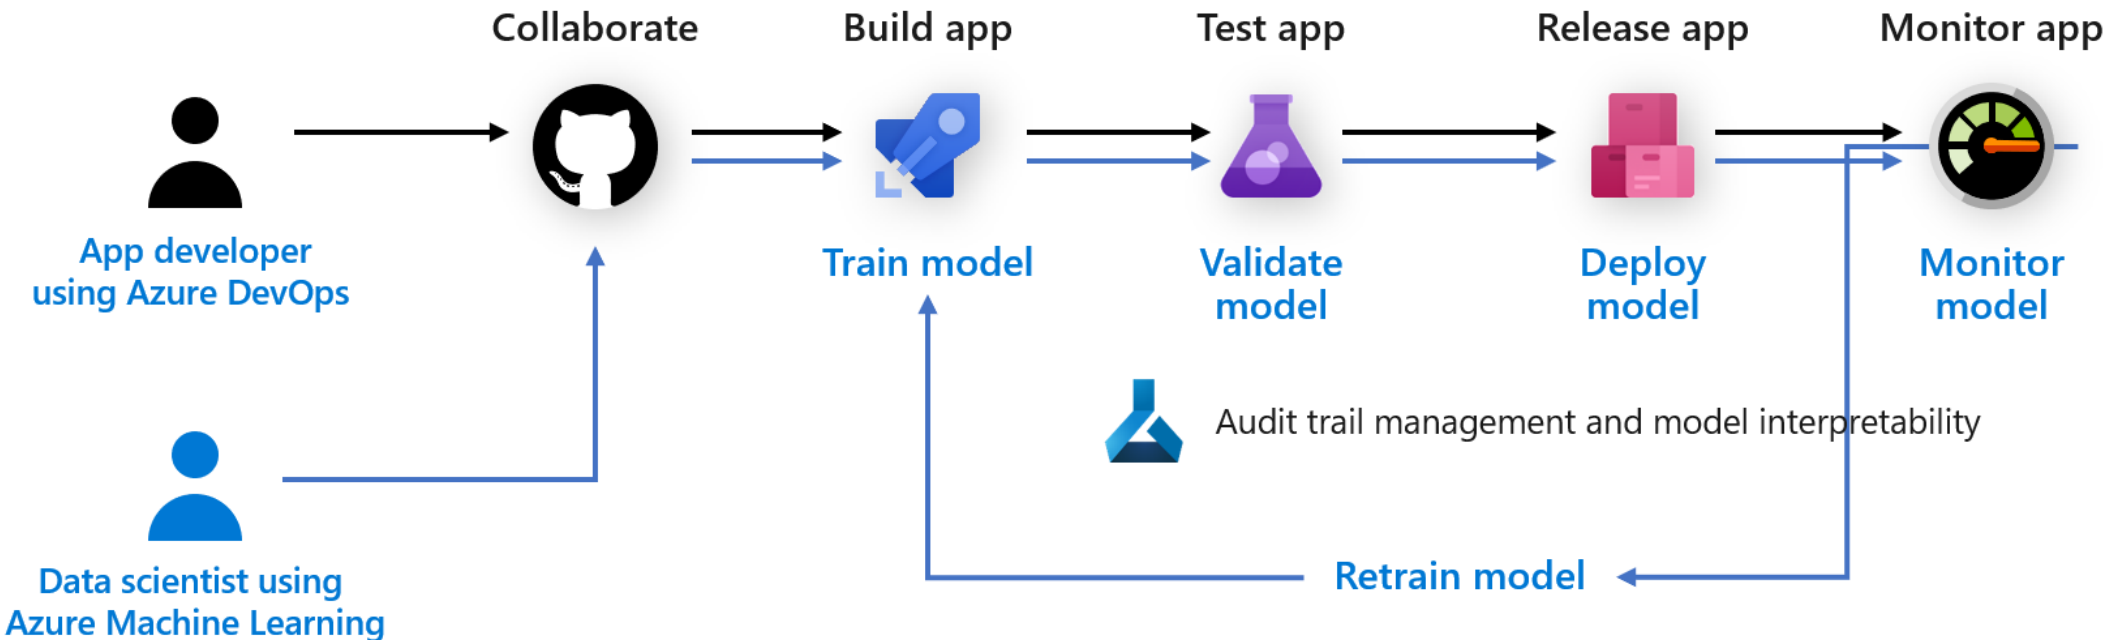 Collaborate
Build app
Test app
Release app
Monitor app
App developer
using Azure DevOps
Train model
Validate
model
Deploy
model
Monitor
model
Audit trail management and model interpretability
Retrain model
Data scientist using
Azure Machine Learning